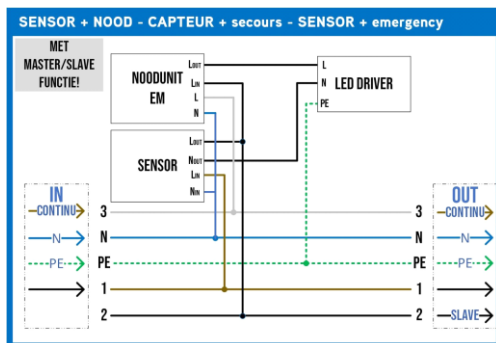 SENSOR + NOOD - CAPTEUR + secours - SENSOR + emergency
MET
MASTER/SLAVE
FUNCTIE!
NOODUNIT
EM
LOUT
LIN
L
N
L
N
PE
LED DRIVER
SENSOR
LOUT
NOUT
LIN
NIN
IN
CONTINU
N
PE
3
N
PE
1
2
3
N
PE
1
2
OUT
CONTINU
N
PE
SLAVE